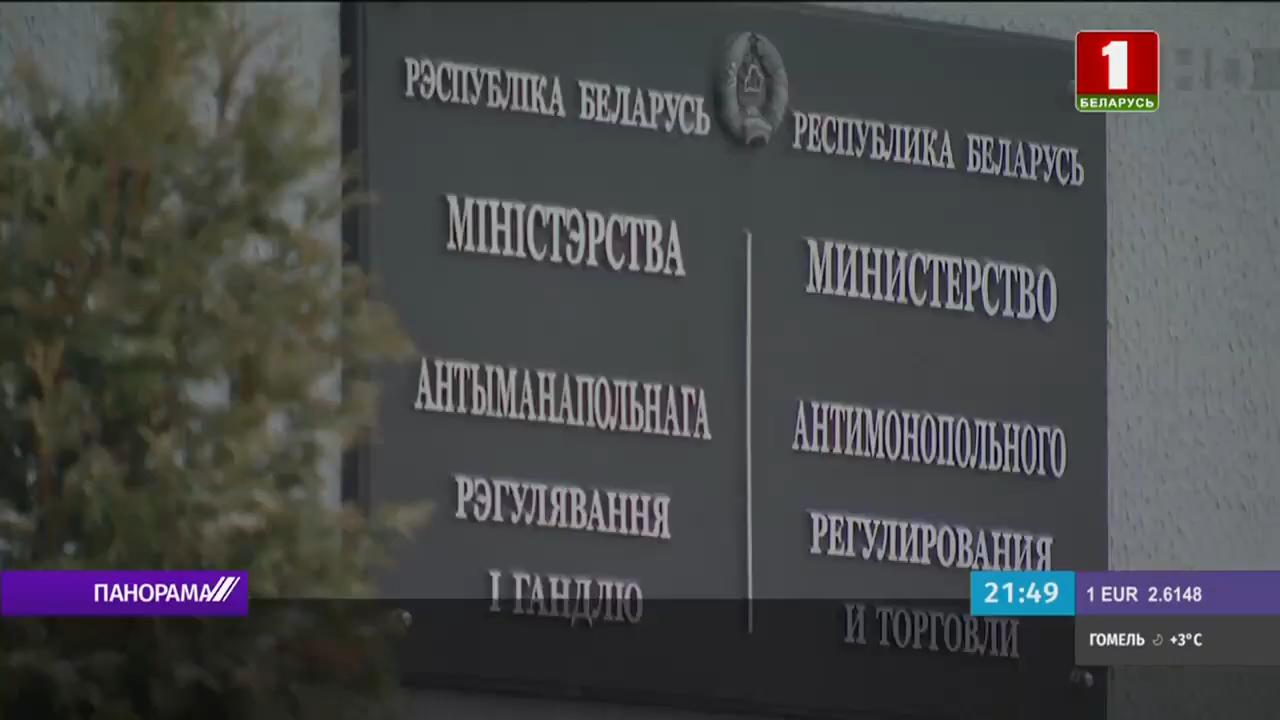 РЭСПУБЛІКА БЕЛАРУСЬ
МІНІСТЭРСТВА
АНТЫМАНАПОЛЬНАГА
РЭГУЛЯВАННЯ
І ГАНДЛЮ
РЕСПУБЛИКА БЕЛАРУСЬ
МИНИСТЕРСТВО
АНТИМОНОПОЛЬНОГО
РЕГУЛИРОВАНИЯ
И ТОРГОВЛИ
1
БЕЛАРУСЬ
ПАНОРАМА
21:49
1 EUR 2.6148
ГОМЕЛЬ +3°C